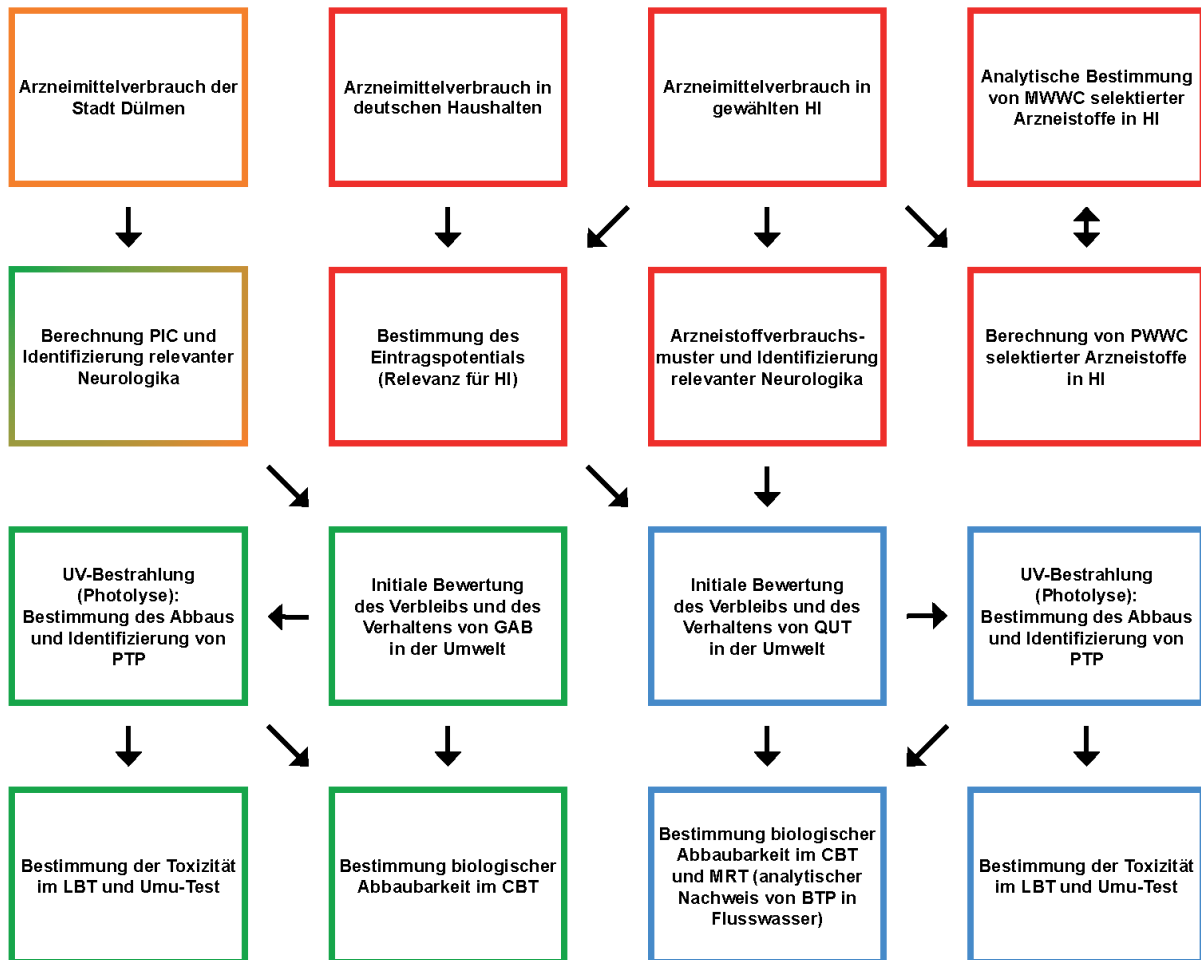 Arzneimittelverbrauch der
Stadt Dülmen
Arzneimittelverbrauch in
deutschen Haushalten
Arzneimittelverbrauch in
gewählten HI
Analytische Bestimmung
von MWWC selektierter
Arzneistoffe in HI
Berechnung PIC und
Identifizierung relevanter
Neurologika
Bestimmung des
Eintragspotentials
(Relevanz für HI)
Arzneistoffverbrauchs-
muster und Identifizierung
relevanter Neurologika
Berechnung von PWWC
selektierter Arzneistoffe
in HI
UV-Bestrahlung
(Photolyse):
Bestimmung des Abbaus
und Identifizierung von
PTP
Initiale Bewertung
des Verbleibs und des
Verhaltens von GAB
in der Umwelt
Initiale Bewertung
des Verbleibs und des
Verhaltens von QUT
in der Umwelt
UV-Bestrahlung
(Photolyse):
Bestimmung des Abbaus
und Identifizierung von
PTP
Bestimmung der Toxizität
im LBT und Umu-Test
Bestimmung biologischer
Abbaubarkeit im CBT
Bestimmung biologischer
Abbaubarkeit im CBT
und MRT (analytischer
Nachweis von BTP in
Flusswasser)
Bestimmung der Toxizität
im LBT und Umu-Test